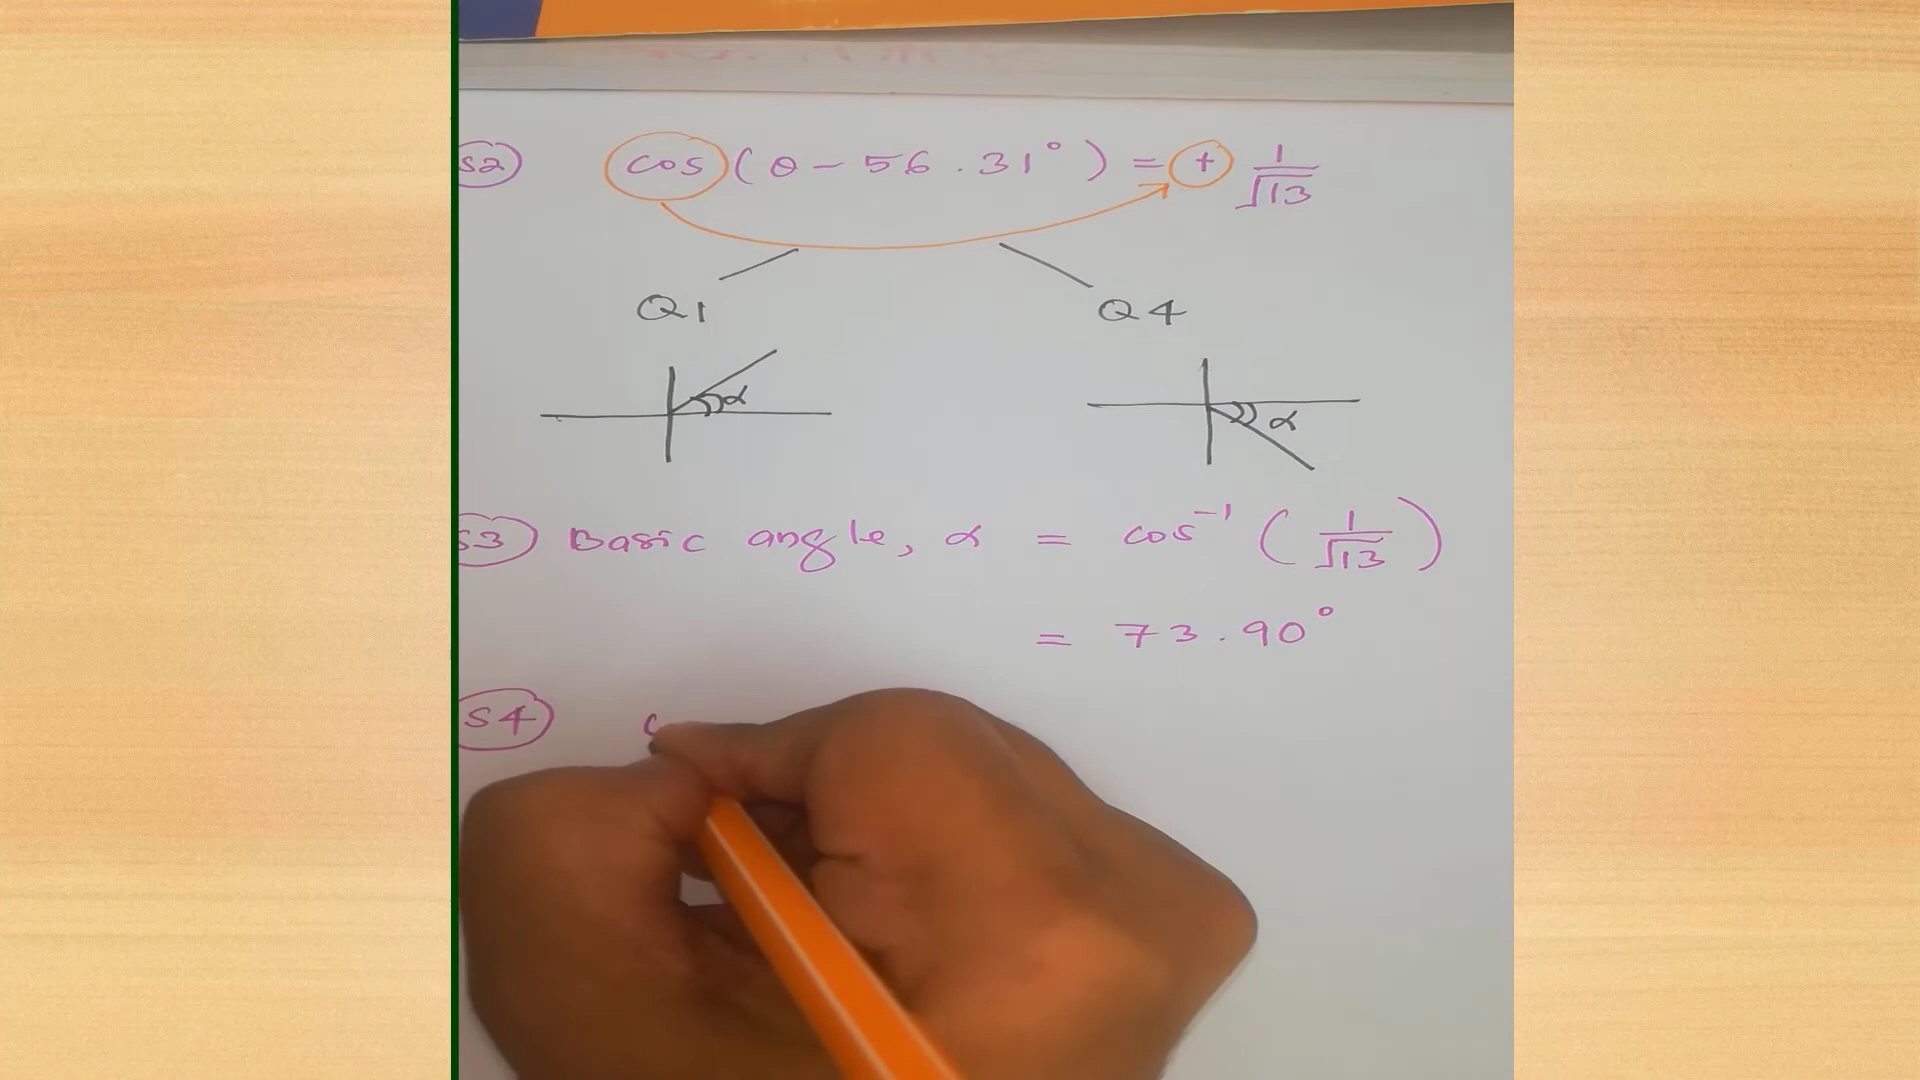 S2 cos(θ − 56.31°) = + 1/√13
Q1 Q4
α α
S3 Basic angle, α = cos⁻¹ (1/√13)
= 73.90°
S4